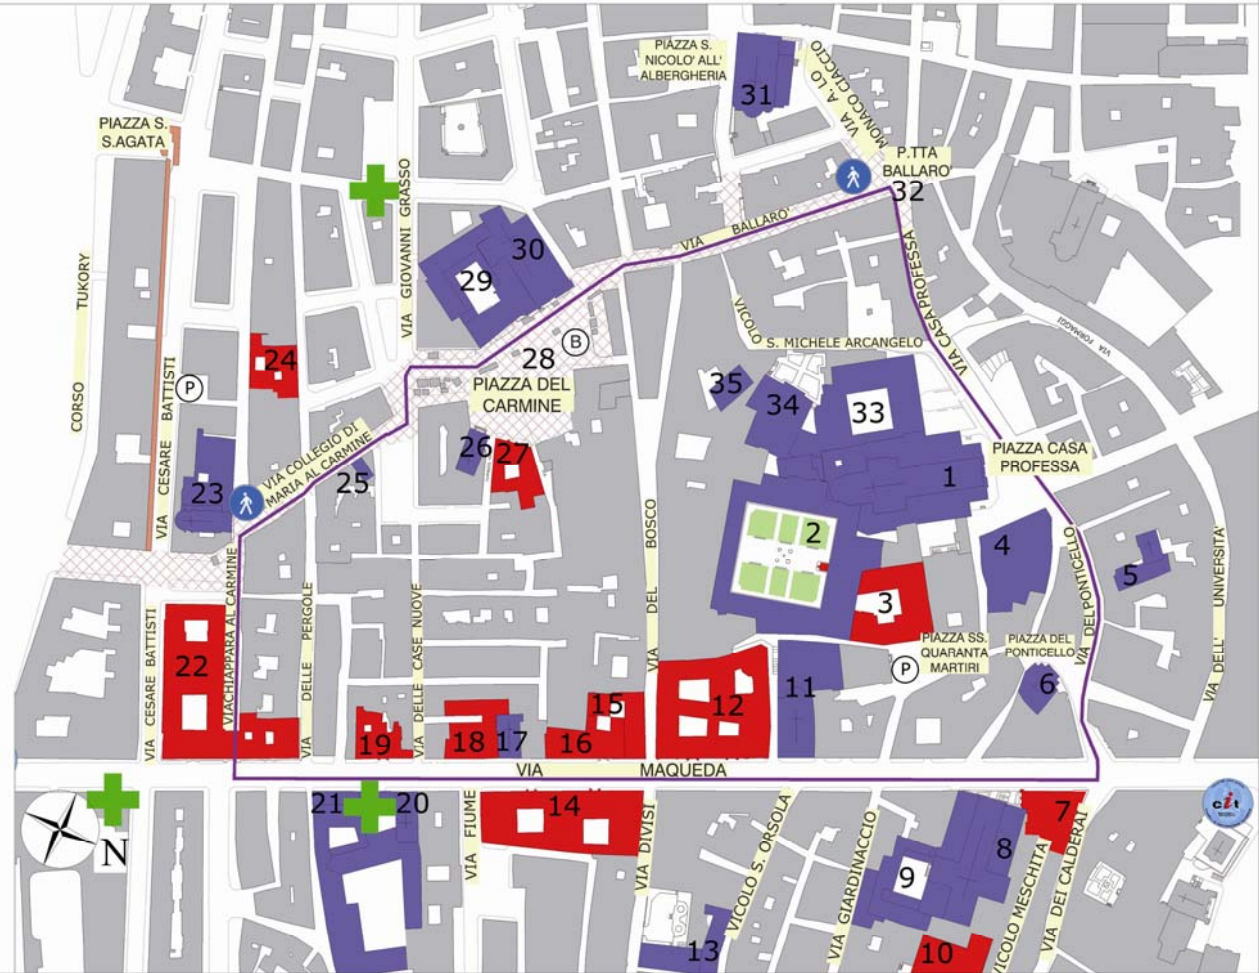 PIAZZA S.
NICOLO' ALL'
ALBERGHERIA
31
VIA A. LO
MONACO CIACCIO
PIAZZA S.
S.AGATA
P.TTA
BALLARO'
32
VIA GIOVANNI GRASSO
VIA BALLARO'
30
29
CORSO TUKORY
VIA CASA PROFESSA
VICOLO
S. MICHELE ARCANGELO
VIA FORMAGGI
B
28
PIAZZA DEL
CARMINE
24
P
VIA CESARE BATTISTI
35
34
33
VIA COLLEGIO DI
MARIA AL CARMINE
26
27
25
23
PIAZZA CASA
PROFESSA
1
2
4
5
3
VIA DEL BOSCO
VIA DELPONTICELLO
VIA DELL' UNIVERSITA'
VIACHIAPPARA AL CARMINE
VIA DELLE PERGOLE
VIA DELLE CASE NUOVE
VIA CESARE BATTISTI
22
PIAZZA SS.
QUARANTA
MARTIRI
PIAZZA DEL
PONTICELLO
P
6
11
12
15
16
17
18
19
VIA MAQUEDA
21
20
14
7
8
9
10
13
VIA FIUME
VIA DIVISI
VICOLO S. ORSOLA
VIA GIARDINACCIO
VICOLO MESCHITA
VIA DEI CALDERAI
N
cit